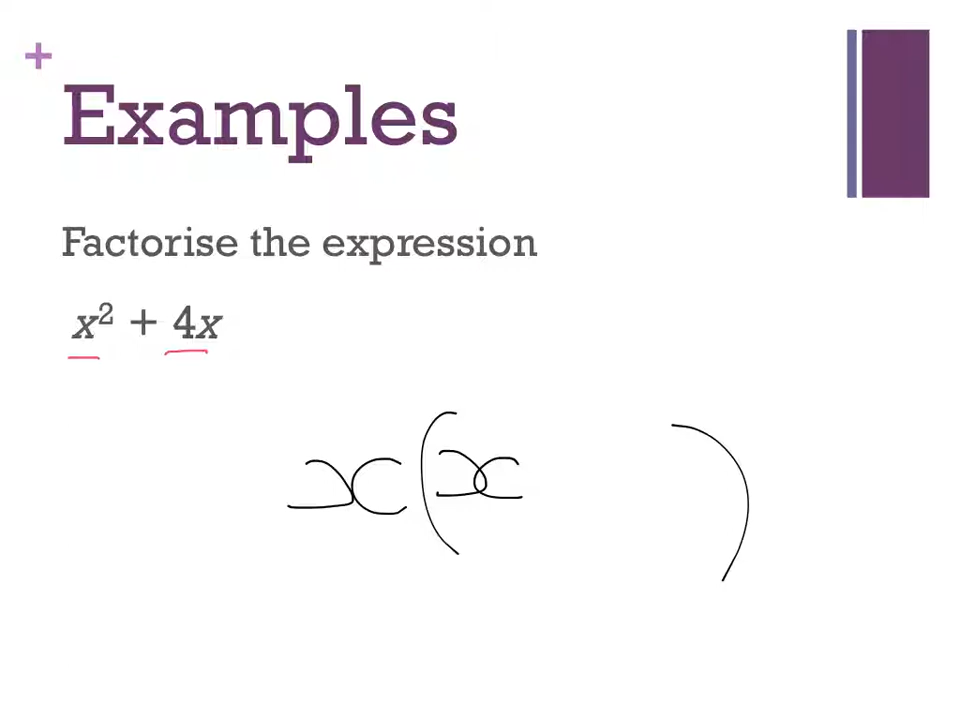 +
Examples
Factorise the expression
x² + 4x
x(x )